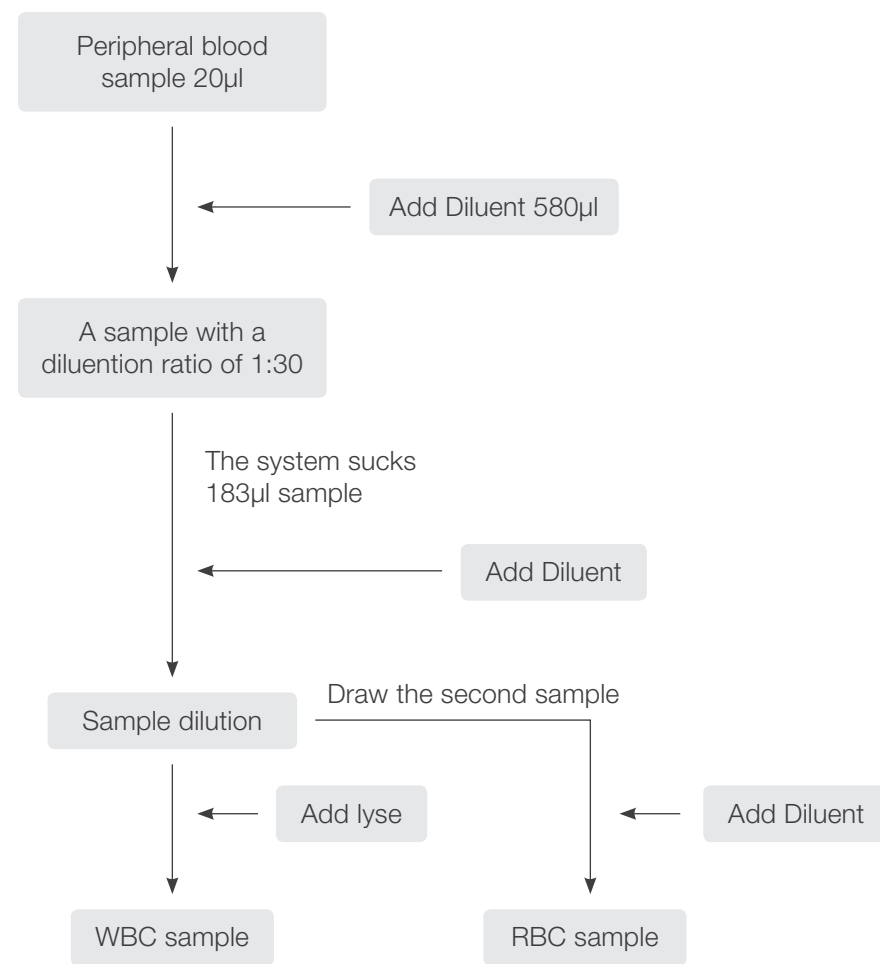 Peripheral blood
sample 20µl
Add Diluent 580µl
A sample with a
diluention ratio of 1:30
The system sucks
183µl sample
Add Diluent
Draw the second sample
Sample dilution
Add lyse
Add Diluent
WBC sample
RBC sample